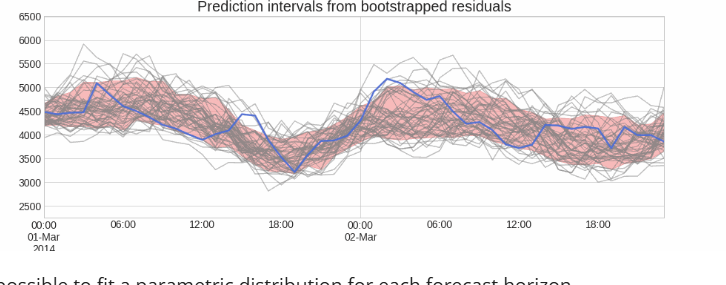 Prediction intervals from bootstrapped residuals
6500
6000
5500
5000
4500
4000
3500
3000
2500
00:00 06:00 12:00 18:00 00:00 06:00 12:00 18:00
01-Mar 02-Mar
2014
possible to fit a parametric distribution for each forecast horizon